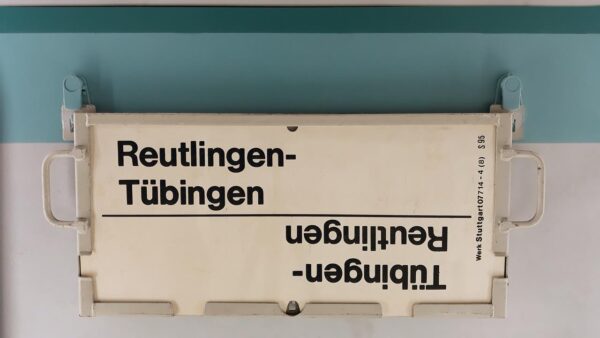 Reutlingen-
Tübingen
Tübingen-
Reutlingen
Werk Stuttgart 07714 - 4 (8) S 95